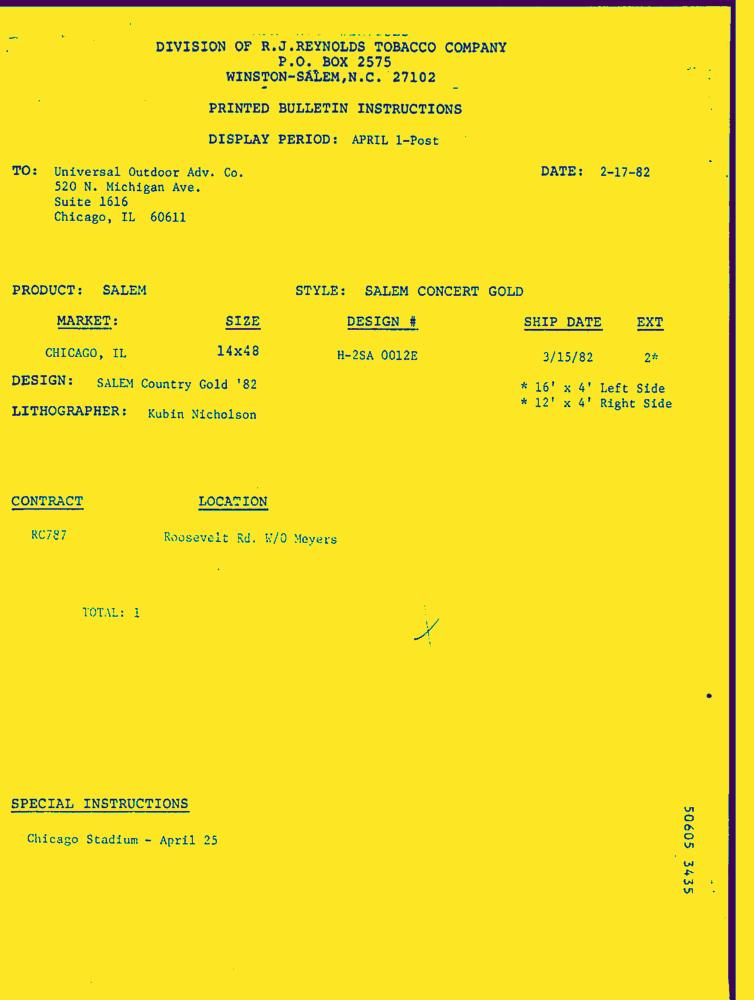 DIVISION OF R.J.REYNOLDS TOBACCO COMPANY
P.O. BOX 2575
WINSTON-SALEM,N.C. 27102
PRINTED BULLETIN INSTRUCTIONS
DISPLAY PERIOD: APRIL 1-Post
TO: Universal Outdoor Adv. Co. DATE: 2-17-82
520 N. Michigan Ave.
Suite 1616
Chicago, IL 60611
PRODUCT: SALEM STYLE: SALEM CONCERT GOLD
MARKET: SIZE DESIGN # SHIP DATE EXT
CHICAGO, IL 14x48 H-2SA 0012E 3/15/82 2*
DESIGN: SALEM Country Gold '82 * 16' x 4' Left Side
* 12' x 4' Right Side
LITHOGRAPHER: Kubin Nicholson
CONTRACT LOCATION
RC787 Roosevelt Rd. W/O Meyers
TOTAL: 1
SPECIAL INSTRUCTIONS
Chicago Stadium - April 25
50605 3435